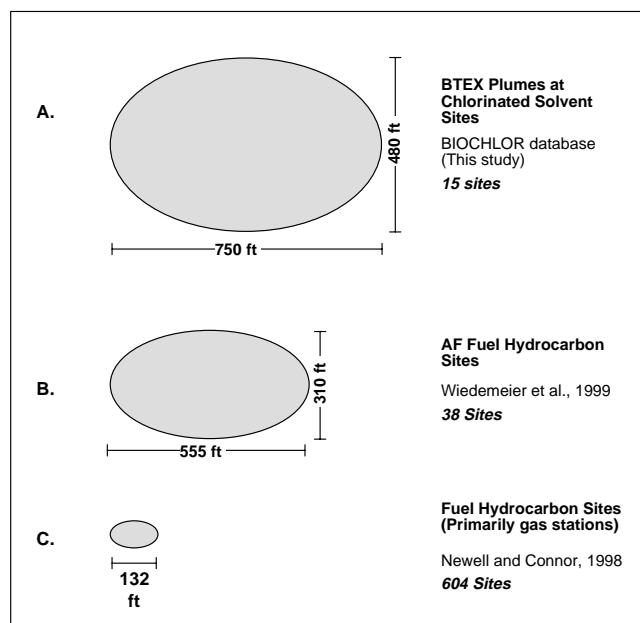 A.
480 ft
750 ft
BTEX Plumes at
Chlorinated Solvent
Sites
BIOCHLOR database
(This study)
15 sites
B.
310 ft
555 ft
AF Fuel Hydrocarbon
Sites
Wiedemeier et al., 1999
38 Sites
C.
132
ft
Fuel Hydrocarbon Sites
(Primarily gas stations)
Newell and Connor, 1998
604 Sites